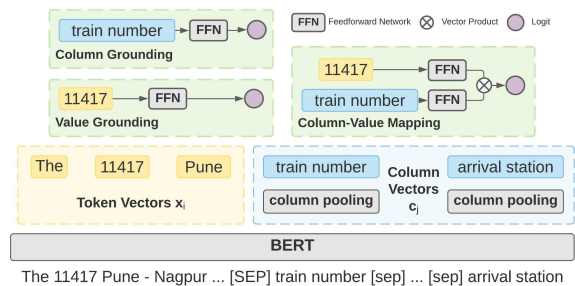 train number FFN
Column Grounding
FFN Feedforward Network Vector Product Logit
11417 FFN
Value Grounding
11417 FFN
train number FFN
Column-Value Mapping
The 11417 Pune
Token Vectors xi
train number Column Vectors cj arrival station
column pooling column pooling
BERT
The 11417 Pune - Nagpur ... [SEP] train number [sep] ... [sep] arrival station